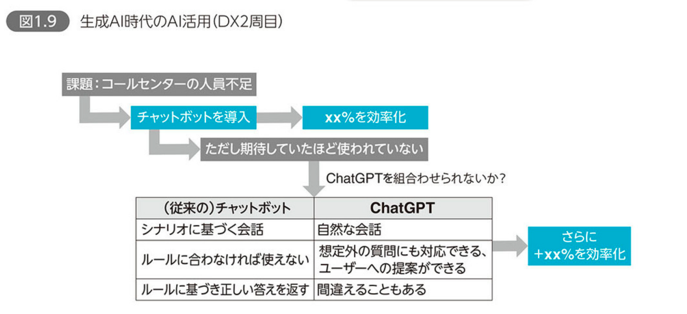 図1.9 生成AI時代のAI活用(DX2周目)
課題：コールセンターの人員不足
チャットボットを導入
xx%を効率化
ただし期待していたほど使われていない
ChatGPTを組合わせられないか？
(従来の)チャットボット ChatGPT
シナリオに基づく会話 自然な会話
ルールに合わなければ使えない 想定外の質問にも対応できる、
ユーザーへの提案ができる
ルールに基づき正しい答えを返す 間違えることもある
さらに
+xx%を効率化